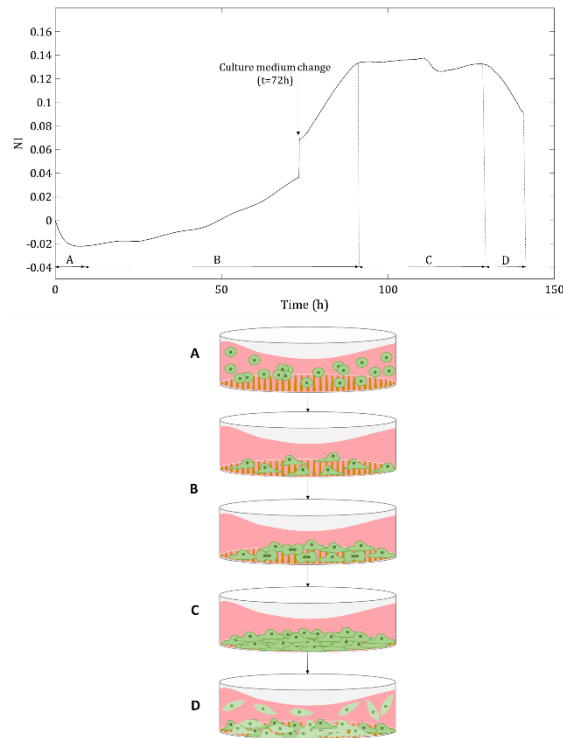 0.16
0.14
0.12
0.1
0.08
0.06
0.04
0.02
0
-0.02
-0.04
NI
Culture medium change
(t=72h)
A
B
C
D
0
50
100
150
Time (h)
A
B
C
D